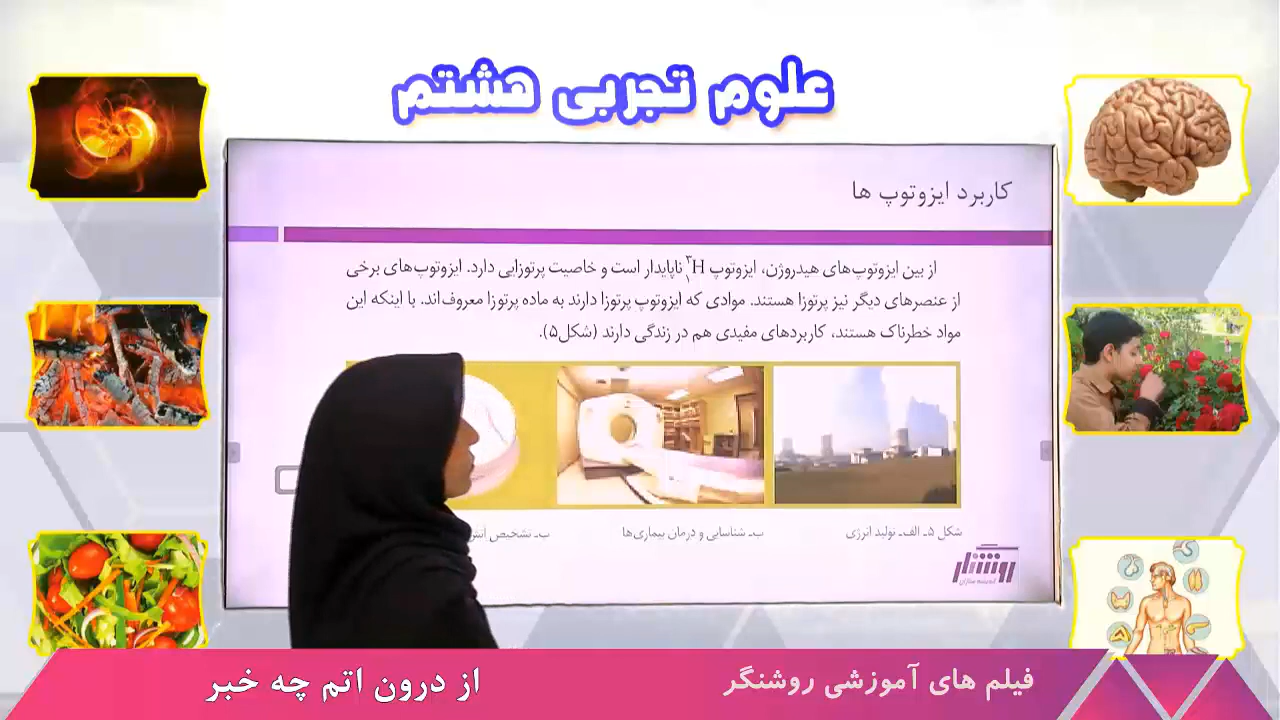 علوم تجربی هشتم
کاربرد ایزوتوپ ها
از بین ایزوتوپ‌های هیدروژن، ایزوتوپ ³₁H ناپایدار است و خاصیت پرتوزایی دارد. ایزوتوپ‌های برخی
از عنصرهای دیگر نیز پرتوزا هستند. موادی که ایزوتوپ پرتوزا دارند به ماده پرتوزا معروف‌اند. با اینکه این
مواد خطرناک هستند، کاربردهای مفیدی هم در زندگی دارند (شکل۵).
شکل ۵ـ الف‌ـ تولید انرژی
ب‌ـ شناسایی و درمان بیماری‌ها
پ‌ـ تشخیص
روشنگر
اندیشه سازان
فیلم های آموزشی روشنگر
از درون اتم چه خبر